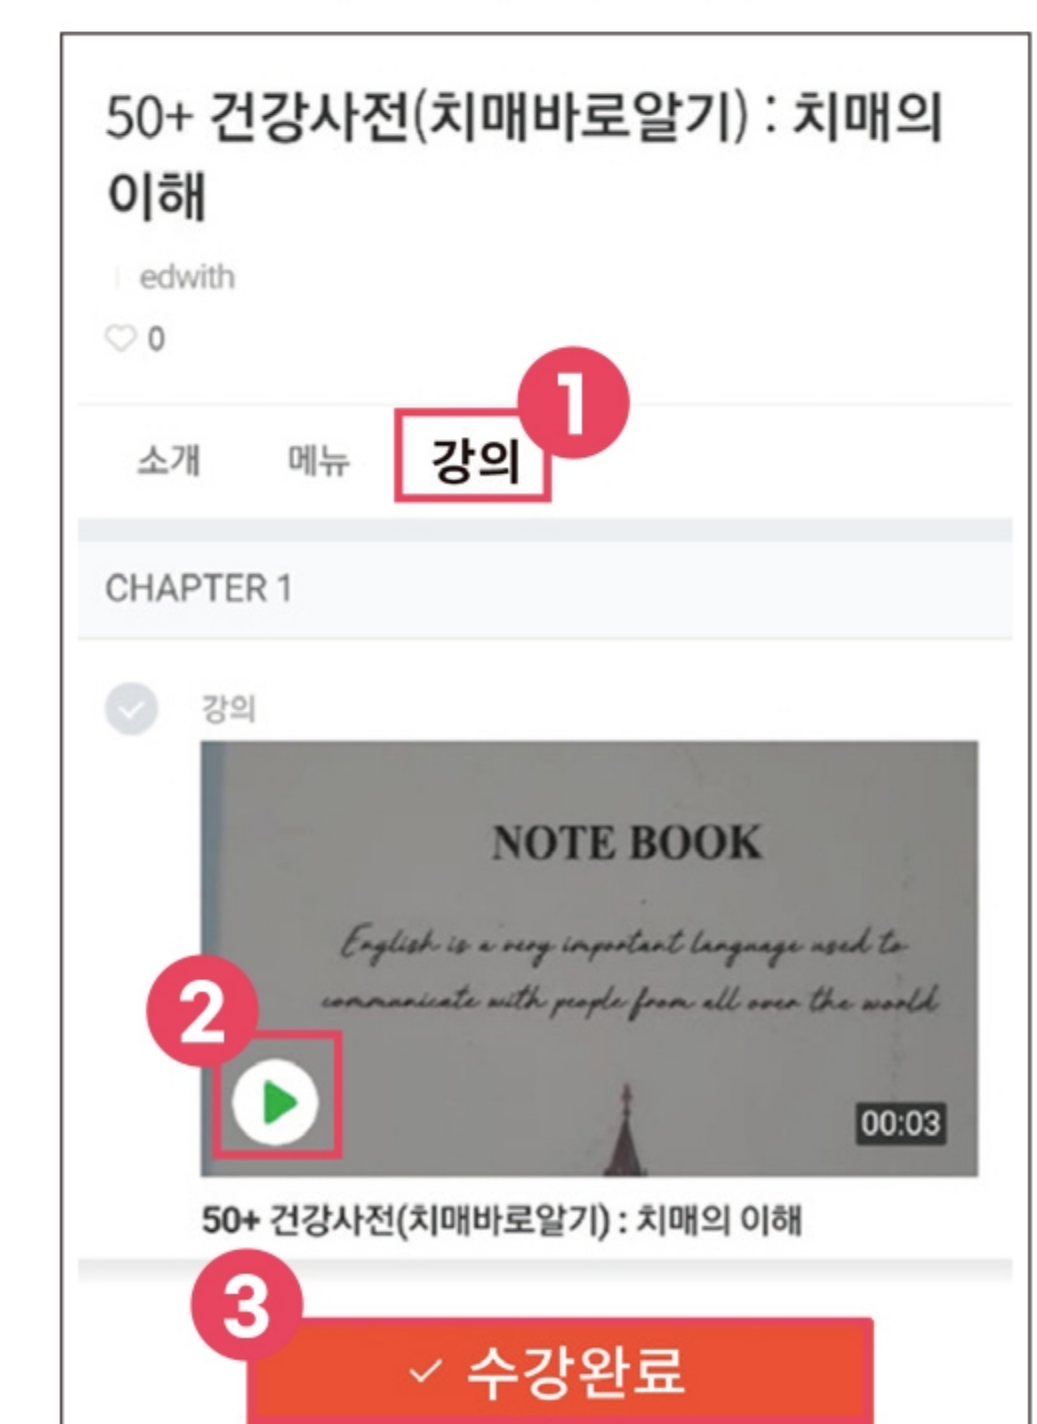 50+ 건강사전(치매바로알기) : 치매의
이해
edwith
0
1
소개 메뉴 강의
CHAPTER 1
강의
NOTE BOOK
English is a very important language used to
communicate with people from all over the world
2
00:03
50+ 건강사전(치매바로알기) : 치매의 이해
3
수강완료